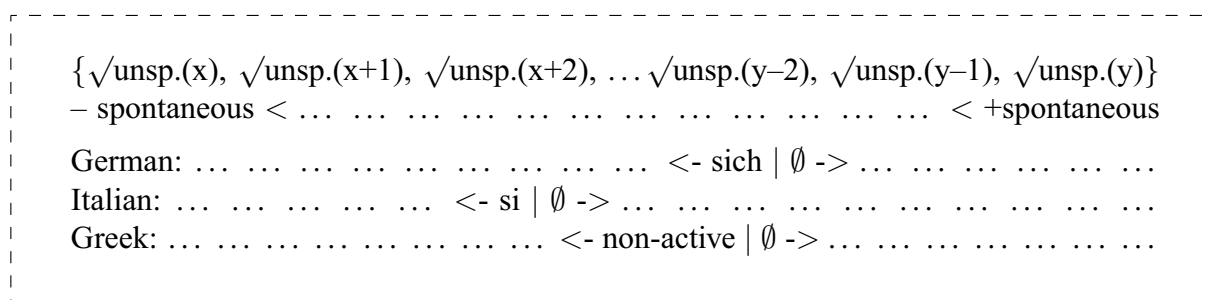 {√unsp.(x), √unsp.(x+1), √unsp.(x+2), …√unsp.(y–2), √unsp.(y–1), √unsp.(y)}
– spontaneous < … … … … … … … … … … … … < +spontaneous
German: … … … … … … … … … <- sich | ∅ -> … … … … … …
Italian: … … … … … <- si | ∅ -> … … … … … … … … … …
Greek: … … … … … … … … <- non-active | ∅ -> … … … … … … …